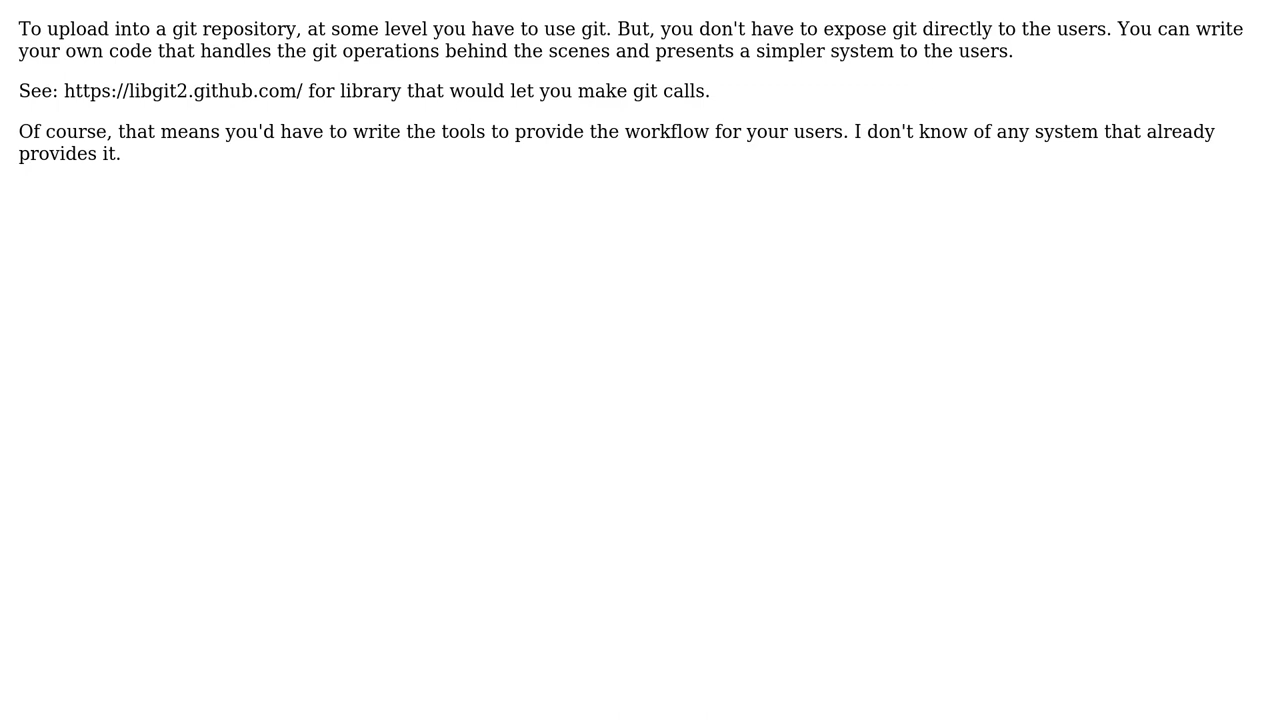 To upload into a git repository, at some level you have to use git. But, you don't have to expose git directly to the users. You can write
your own code that handles the git operations behind the scenes and presents a simpler system to the users.
See: https://libgit2.github.com/ for library that would let you make git calls.
Of course, that means you'd have to write the tools to provide the workflow for your users. I don't know of any system that already
provides it.